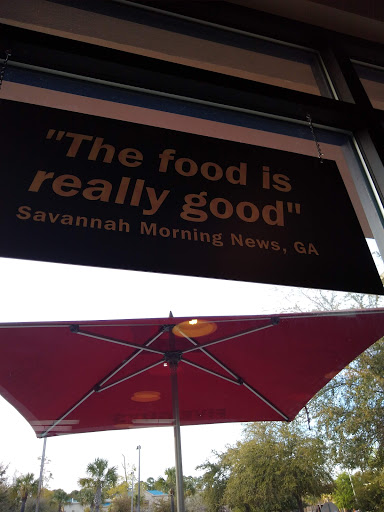 "The food is
really good"
Savannah Morning News, GA